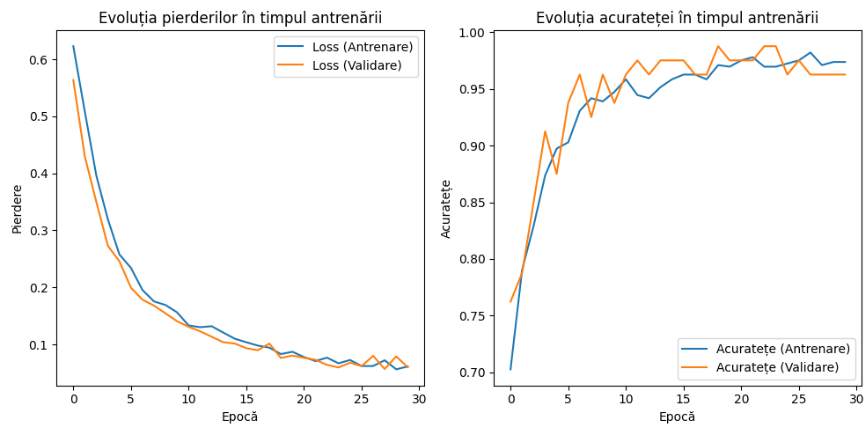 Evoluția pierderilor în timpul antrenării
0.6
0.5
0.4
0.3
0.2
0.1
Pierdere
Loss (Antrenare)
Loss (Validare)
0 5 10 15 20 25 30
Epocă
Evoluția acurateței în timpul antrenării
1.00
0.95
0.90
0.85
0.80
0.75
0.70
Acuratețe
Acuratețe (Antrenare)
Acuratețe (Validare)
0 5 10 15 20 25 30
Epocă